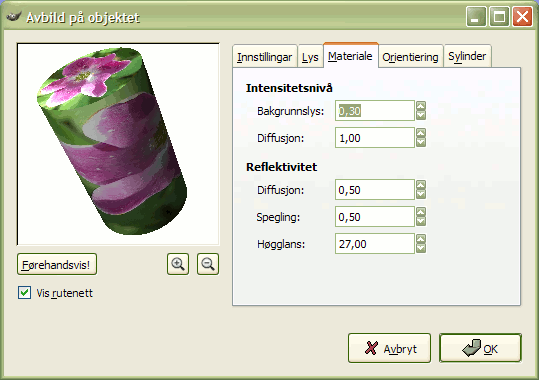 Avbild på objektet
Innstillingar Lys Materiale Orientiering Sylinder
Intensitetsnivå
Bakgrunnslys: 0,30
Diffusjon: 1,00
Reflektivitet
Diffusjon: 0,50
Spegling: 0,50
Høgglans: 27,00
Førehandsvis!
Vis rutenett
Avbryt OK